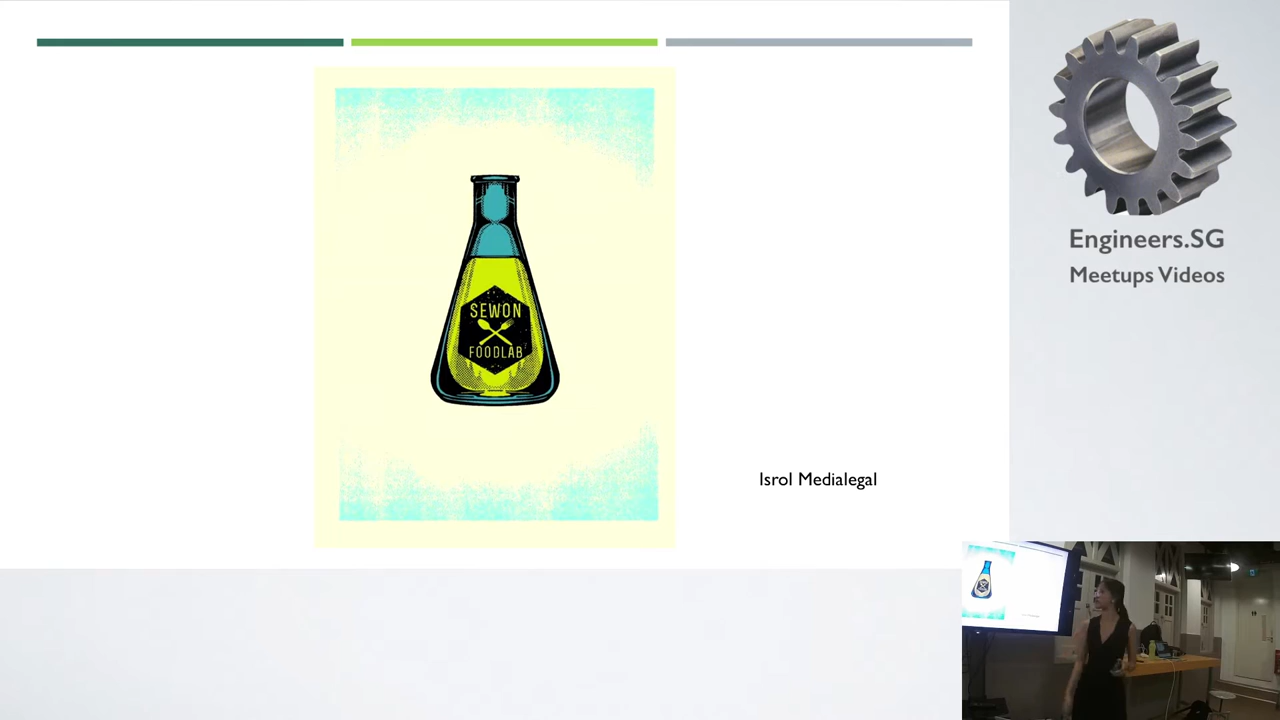 SEWON
FOODLAB
Isrol Medialegal
Engineers.SG
Meetups Videos